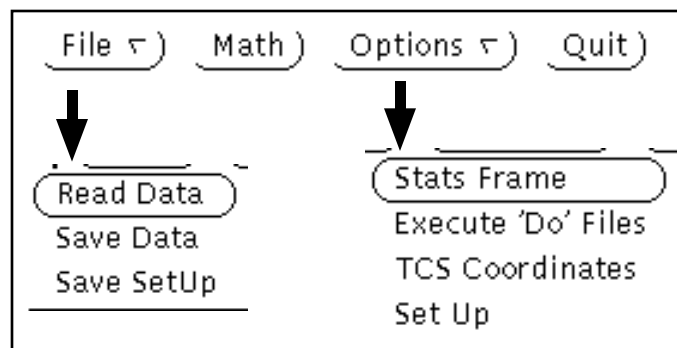 File Math Options Quit
Read Data
Save Data
Save SetUp
Stats Frame
Execute 'Do' Files
TCS Coordinates
Set Up